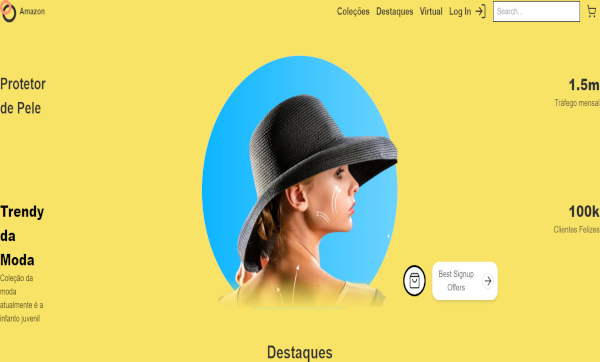 Amazon
Coleções Destaques Virtual Log In
Search...
Protetor
de Pele
1.5m
Tráfego mensal
Trendy
da
Moda
Coleção da
moda
atualmente é a
infanto juvenil
100k
Clientes Felizes
Best Signup
Offers
Destaques